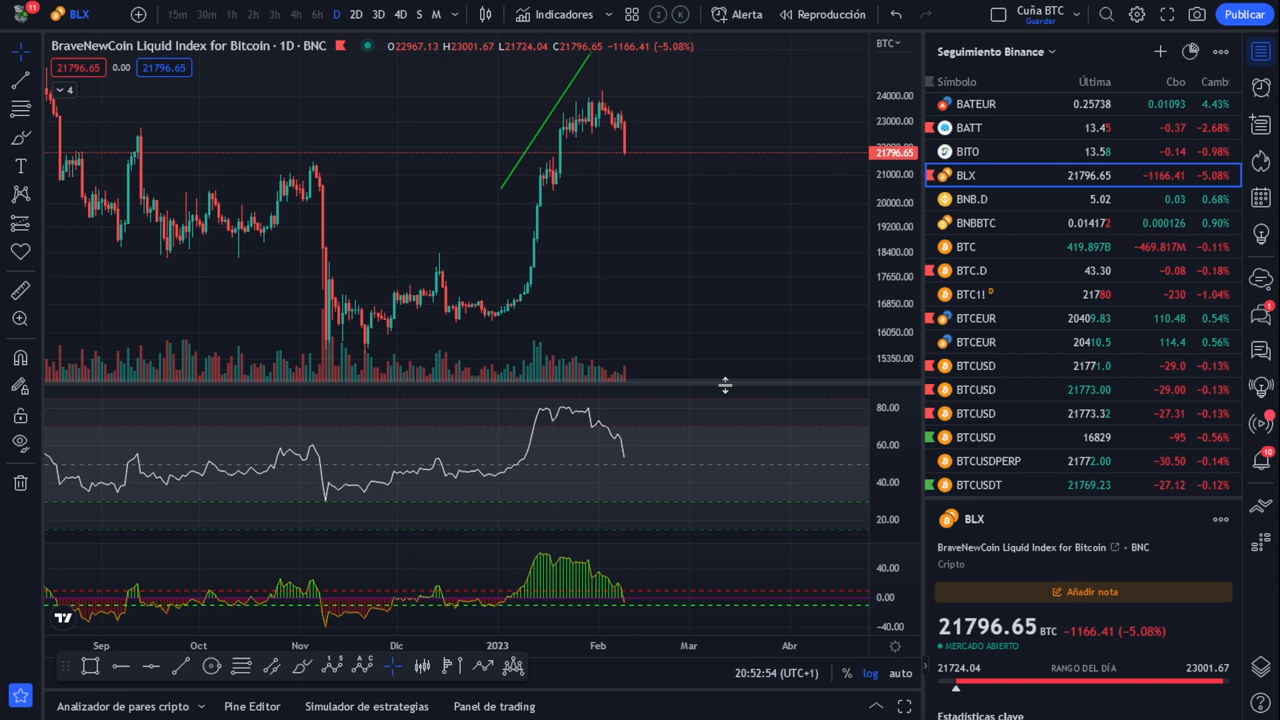 11 BLX 15m 30m 1h 2h 3h 4h 6h D 2D 3D 4D S M Indicadores 2 K Alerta Reproducción Cuña BTC Guardar Publicar
BraveNewCoin Liquid Index for Bitcoin · 1D · BNC O22967.13 H23001.67 L21724.04 C21796.65 −1166.41 (−5.08%)
BTC
21796.65 0.00 21796.65
4
24000.00
23000.00
21796.65
21000.00
20000.00
19200.00
18400.00
17650.00
16850.00
16050.00
15350.00
80.00
60.00
40.00
20.00
40.00
0.00
−40.00
Sep Oct Nov Dic 2023 Feb Mar Abr
20:52:54 (UTC+1) % log auto
Analizador de pares cripto Pine Editor Simulador de estrategias Panel de trading
Seguimiento Binance
Símbolo Última Cbo Camb
BATEUR 0.25738 0.01093 4.43%
BATT 13.45 −0.37 −2.68%
BITO 13.58 −0.14 −0.98%
BLX 21796.65 −1166.41 −5.08%
BNB.D 5.02 0.03 0.68%
BNBBTC 0.014172 0.000126 0.90%
BTC 419.897B −469.817M −0.11%
BTC.D 43.30 −0.08 −0.18%
BTC1! D 21780 −230 −1.04%
BTCEUR 20409.83 110.48 0.54%
BTCEUR 20410.5 114.4 0.56%
BTCUSD 21771.0 −29.0 −0.13%
BTCUSD 21773.00 −29.00 −0.13%
BTCUSD 21773.32 −27.31 −0.13%
BTCUSD 16829 −95 −0.56%
BTCUSDPERP 21772.00 −30.50 −0.14%
BTCUSDT 21769.23 −27.12 −0.12%
BLX
BraveNewCoin Liquid Index for Bitcoin · BNC
Cripto
Añadir nota
21796.65 BTC −1166.41 (−5.08%)
MERCADO ABIERTO
21724.04 RANGO DEL DÍA 23001.67
Estadísticas clave
1
10